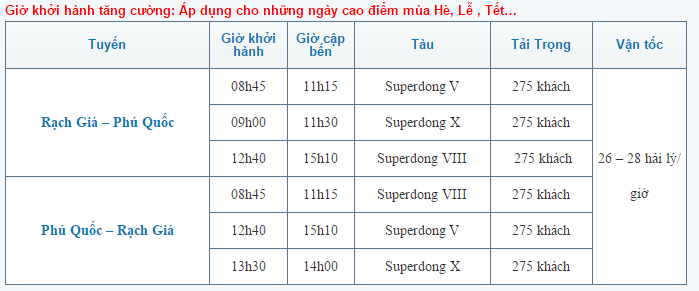 Giờ khởi hành tăng cường: Áp dụng cho những ngày cao điểm mùa Hè, Lễ , Tết...
Tuyến Giờ khởi hành Giờ cập bến Tàu Tải Trọng Vận tốc
Rạch Giá – Phú Quốc 08h45 11h15 Superdong V 275 khách 26 – 28 hải lý/ giờ
09h00 11h30 Superdong X 275 khách
12h40 15h10 Superdong VIII 275 khách
Phú Quốc – Rạch Giá 08h45 11h15 Superdong VIII 275 khách
12h40 15h10 Superdong V 275 khách
13h30 14h00 Superdong X 275 khách